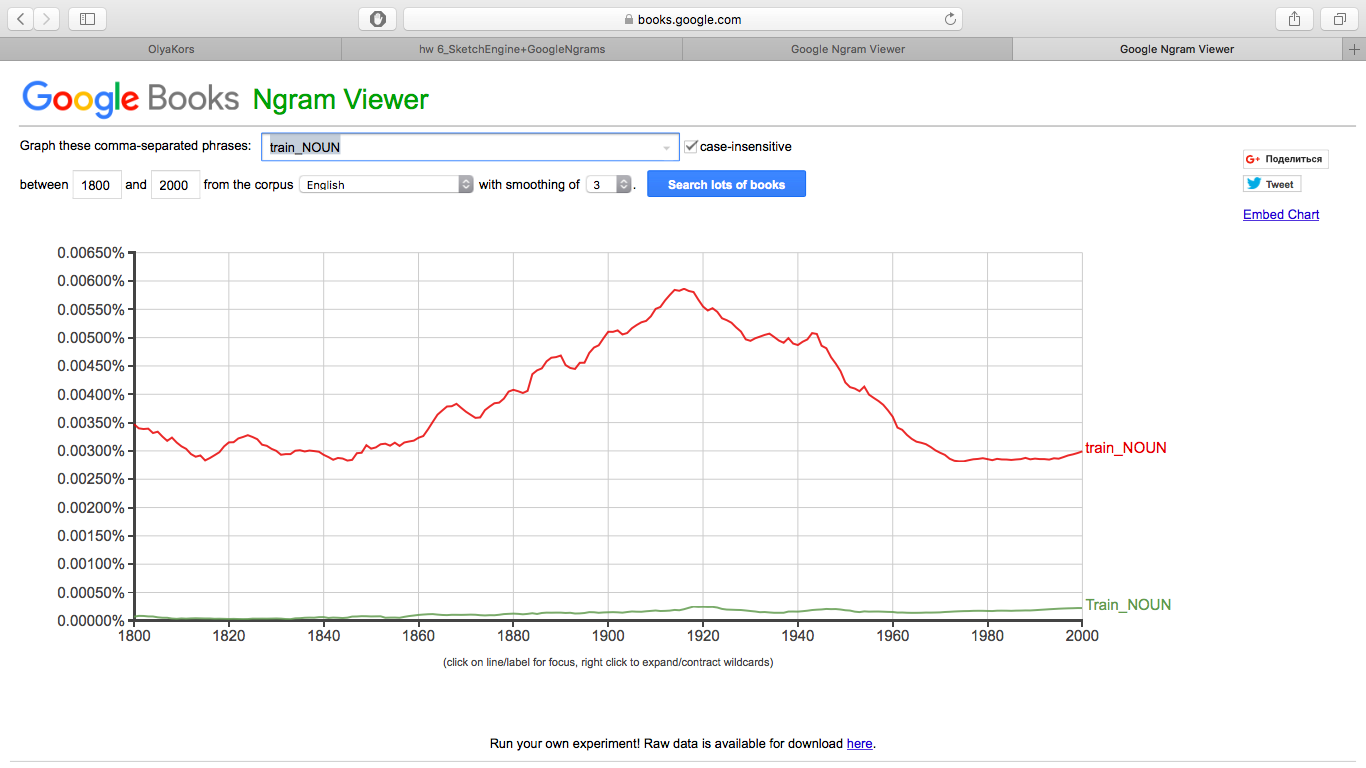 books.google.com
OlyaKors
hw 6_SketchEngine+GoogleNgrams
Google Ngram Viewer
Google Ngram Viewer
Google Books Ngram Viewer
Graph these comma-separated phrases: train_NOUN case-insensitive
between 1800 and 2000 from the corpus English with smoothing of 3 . Search lots of books
G+ Поделиться
Tweet
Embed Chart
0.00650%
0.00600%
0.00550%
0.00500%
0.00450%
0.00400%
0.00350%
0.00300%
0.00250%
0.00200%
0.00150%
0.00100%
0.00050%
0.00000%
train_NOUN
Train_NOUN
1800 1820 1840 1860 1880 1900 1920 1940 1960 1980 2000
(click on line/label for focus, right click to expand/contract wildcards)
Run your own experiment! Raw data is available for download here.